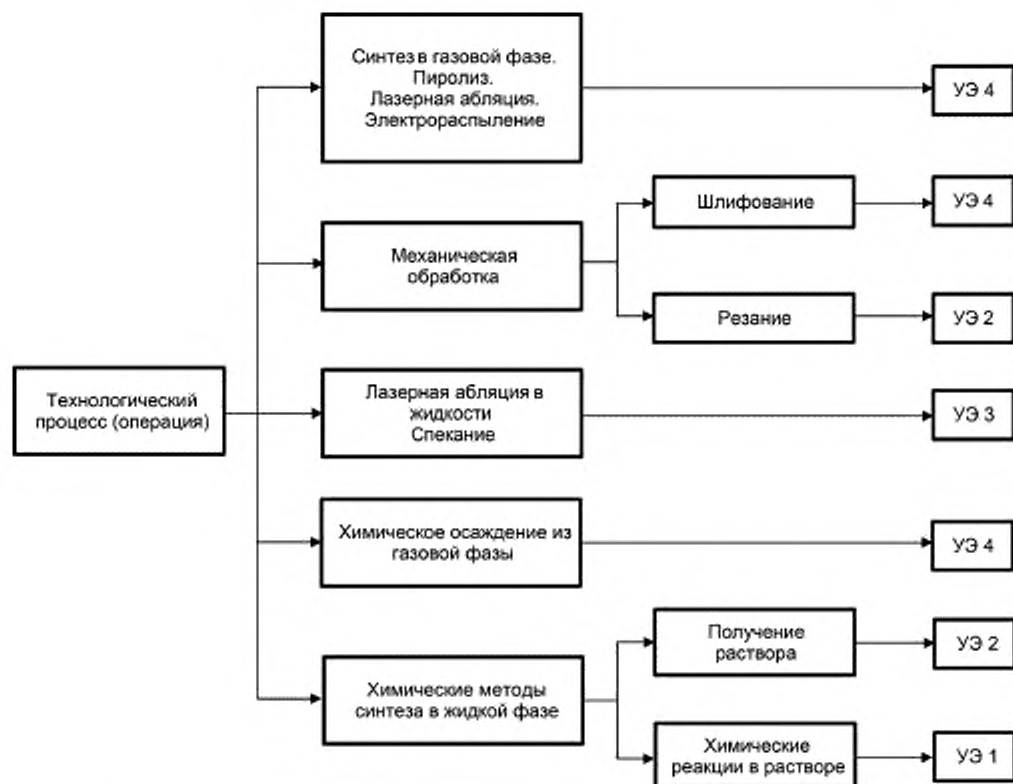 Синтез в газовой фазе.
Пиролиз.
Лазерная абляция.
Электрораспыление
УЭ 4
Механическая
обработка
Шлифование
УЭ 4
Резание
УЭ 2
Технологический
процесс (операция)
Лазерная абляция в
жидкости
Спекание
УЭ 3
Химическое осаждение из
газовой фазы
УЭ 4
Химические методы
синтеза в жидкой фазе
Получение
раствора
УЭ 2
Химические
реакции в растворе
УЭ 1